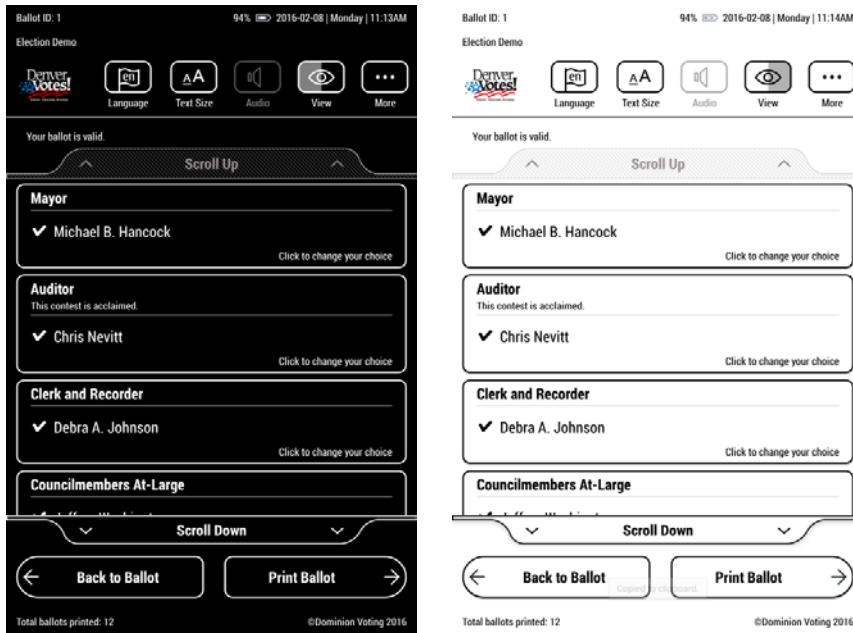 Ballot ID: 1 94% 2016-02-08 | Monday | 11:13AM
Election Demo
Denver Votes!
en AA
Language Text Size Audio View More
Your ballot is valid.
Scroll Up
Mayor
Michael B. Hancock
Click to change your choice
Auditor
This contest is acclaimed.
Chris Nevitt
Click to change your choice
Clerk and Recorder
Debra A. Johnson
Click to change your choice
Councilmembers At-Large
Scroll Down
Back to Ballot Print Ballot
Total ballots printed: 12 ©Dominion Voting 2016
Ballot ID: 1 94% 2016-02-08 | Monday | 11:14AM
Election Demo
Denver Votes!
en AA
Language Text Size Audio View More
Your ballot is valid.
Scroll Up
Mayor
Michael B. Hancock
Click to change your choice
Auditor
This contest is acclaimed.
Chris Nevitt
Click to change your choice
Clerk and Recorder
Debra A. Johnson
Click to change your choice
Councilmembers At-Large
Scroll Down
Back to Ballot Print Ballot
Copied to clipboard
Total ballots printed: 12 ©Dominion Voting 2016